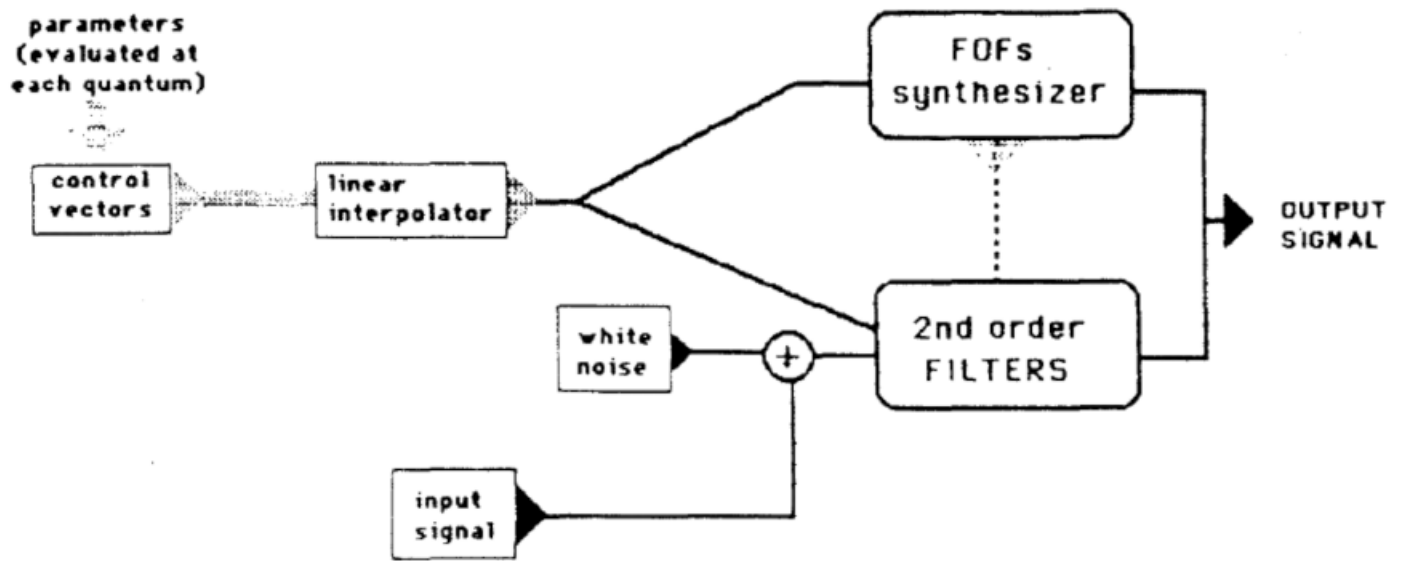 parameters
(evaluated at
each quantum)
control
vectors
linear
interpolator
FOFs
synthesizer
white
noise
+
2nd order
FILTERS
input
signal
OUTPUT
SIGNAL